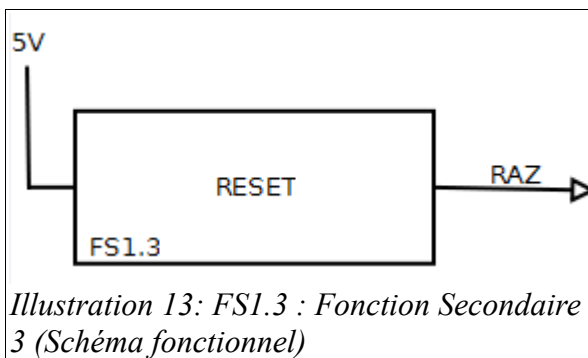 5V
RESET
RAZ
FS1.3
Illustration 13: FS1.3 : Fonction Secondaire
3 (Schéma fonctionnel)